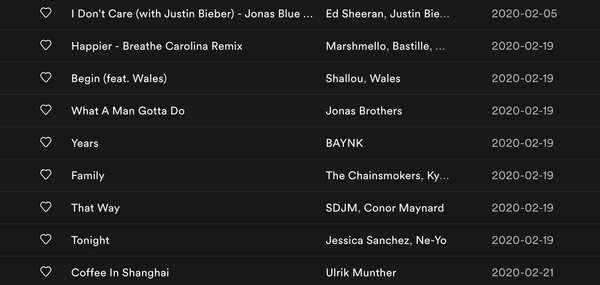 I Don't Care (with Justin Bieber) - Jonas Blue ... Ed Sheeran, Justin Bie... 2020-02-05
Happier - Breathe Carolina Remix Marshmello, Bastille, ... 2020-02-19
Begin (feat. Wales) Shallou, Wales 2020-02-19
What A Man Gotta Do Jonas Brothers 2020-02-19
Years BAYNK 2020-02-19
Family The Chainsmokers, Ky... 2020-02-19
That Way SDJM, Conor Maynard 2020-02-19
Tonight Jessica Sanchez, Ne-Yo 2020-02-19
Coffee In Shanghai Ulrik Munther 2020-02-21